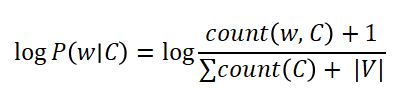 log P(w|C) = log (count(w, C) + 1) / (∑count(C) + |V|)